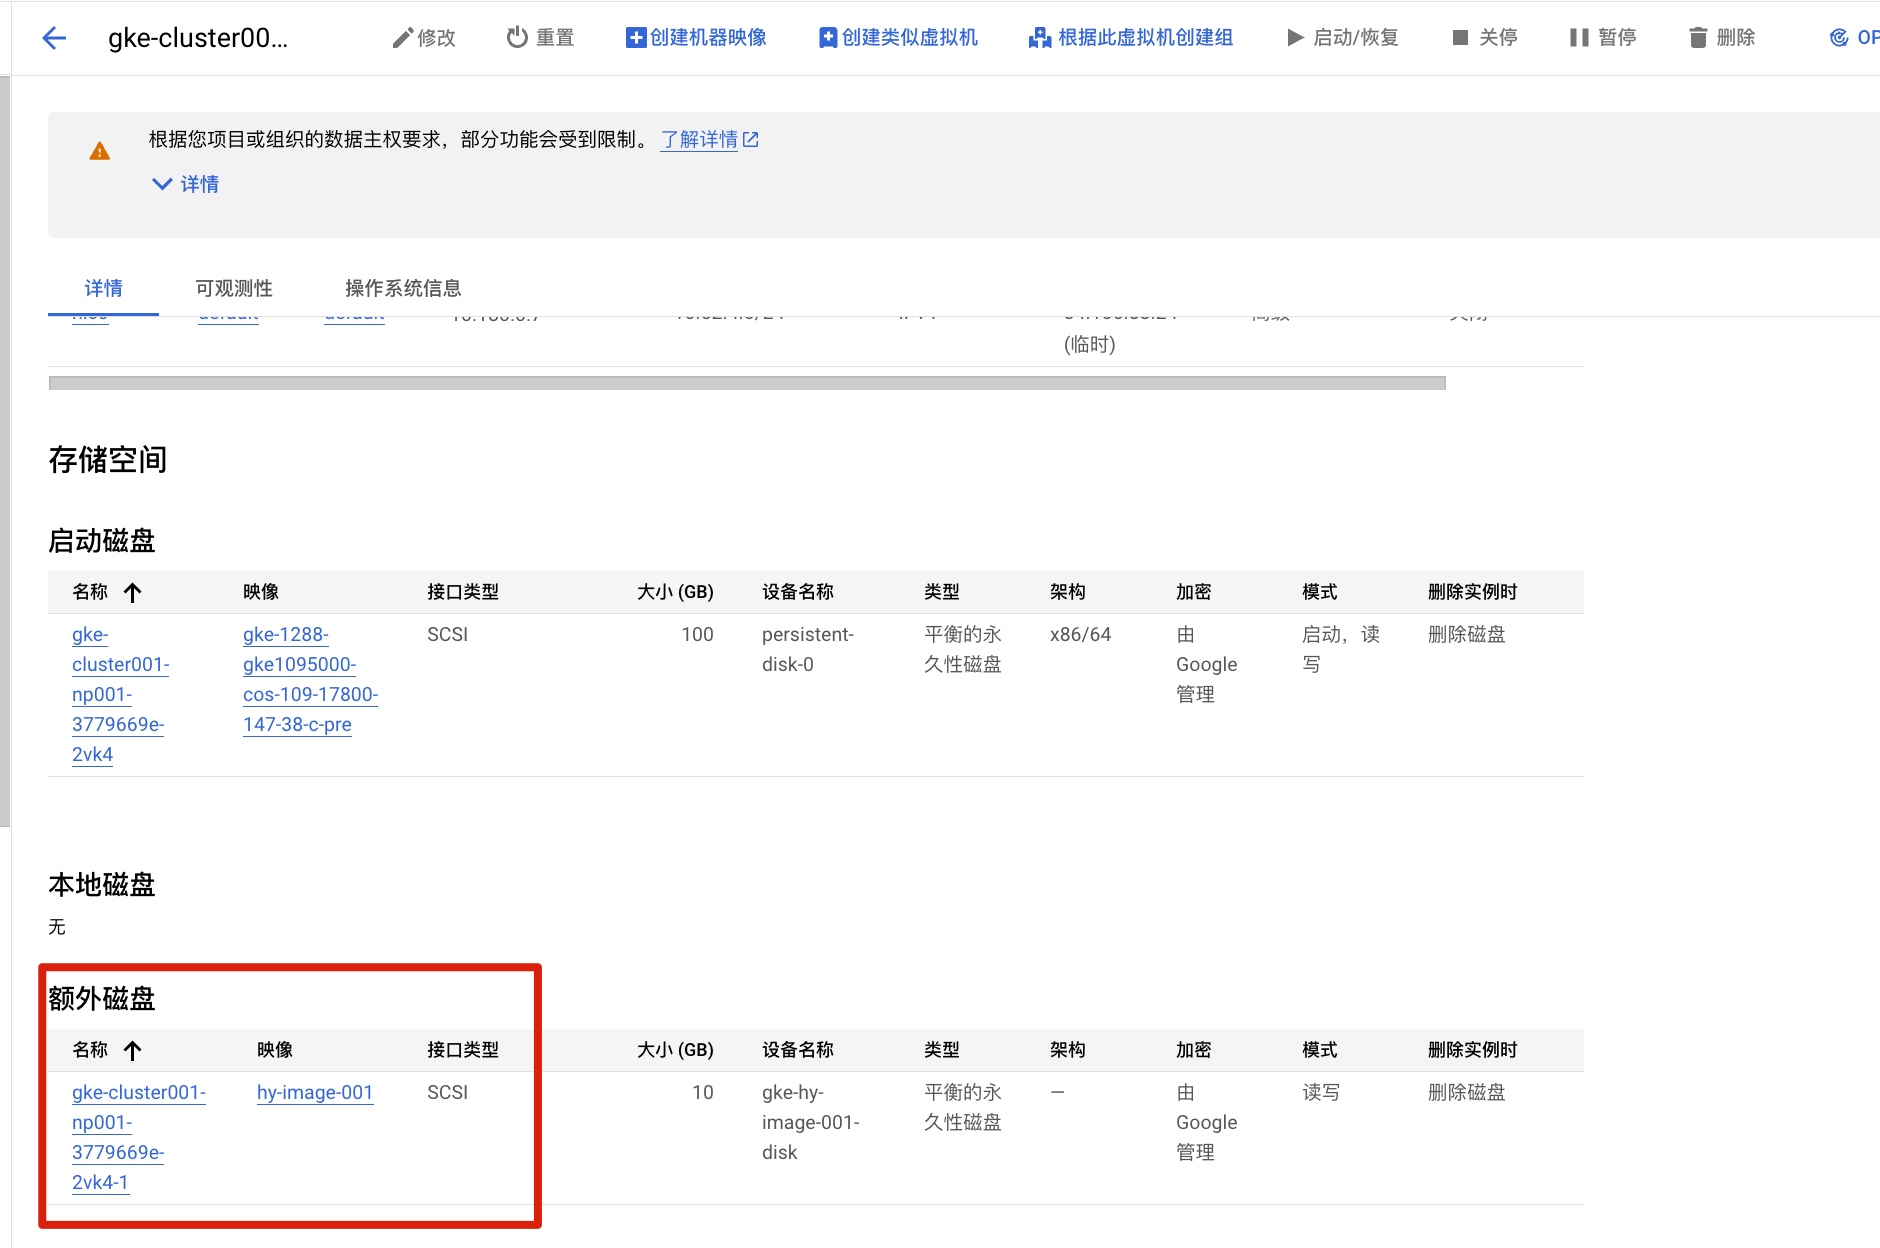 gke-cluster00... 修改 重置 创建机器映像 创建类似虚拟机 根据此虚拟机创建组 启动/恢复 关停 暂停 删除 OP
根据您项目或组织的数据主权要求，部分功能会受到限制。 了解详情
详情
详情 可观测性 操作系统信息
(临时)
存储空间
启动磁盘
名称 映像 接口类型 大小 (GB) 设备名称 类型 架构 加密 模式 删除实例时
gke- gke-1288- SCSI 100 persistent- 平衡的永 x86/64 由 启动，读 删除磁盘
cluster001- gke1095000- disk-0 久性磁盘 Google 写
np001- cos-109-17800- 管理
3779669e- 147-38-c-pre
2vk4
本地磁盘
无
额外磁盘
名称 映像 接口类型 大小 (GB) 设备名称 类型 架构 加密 模式 删除实例时
gke-cluster001- hy-image-001 SCSI 10 gke-hy- 平衡的永 — 由 读写 删除磁盘
np001- image-001- 久性磁盘 Google
3779669e- disk 管理
2vk4-1